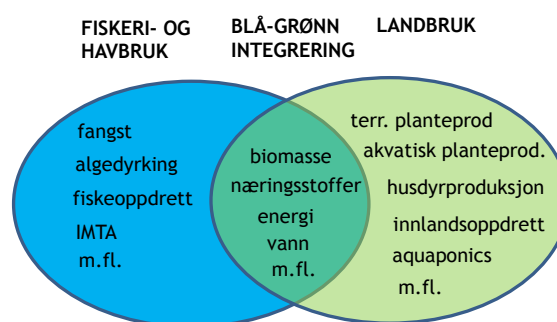 FISKERI- OG
HAVBRUK
BLÅ-GRØNN
INTEGRERING
LANDBRUK
fangst
algedyrking
fiskeoppdrett
IMTA
m.fl.
biomasse
næringsstoffer
energi
vann
m.fl.
terr. planteprod
akvatisk planteprod.
husdyrproduksjon
innlandsoppdrett
aquaponics
m.fl.